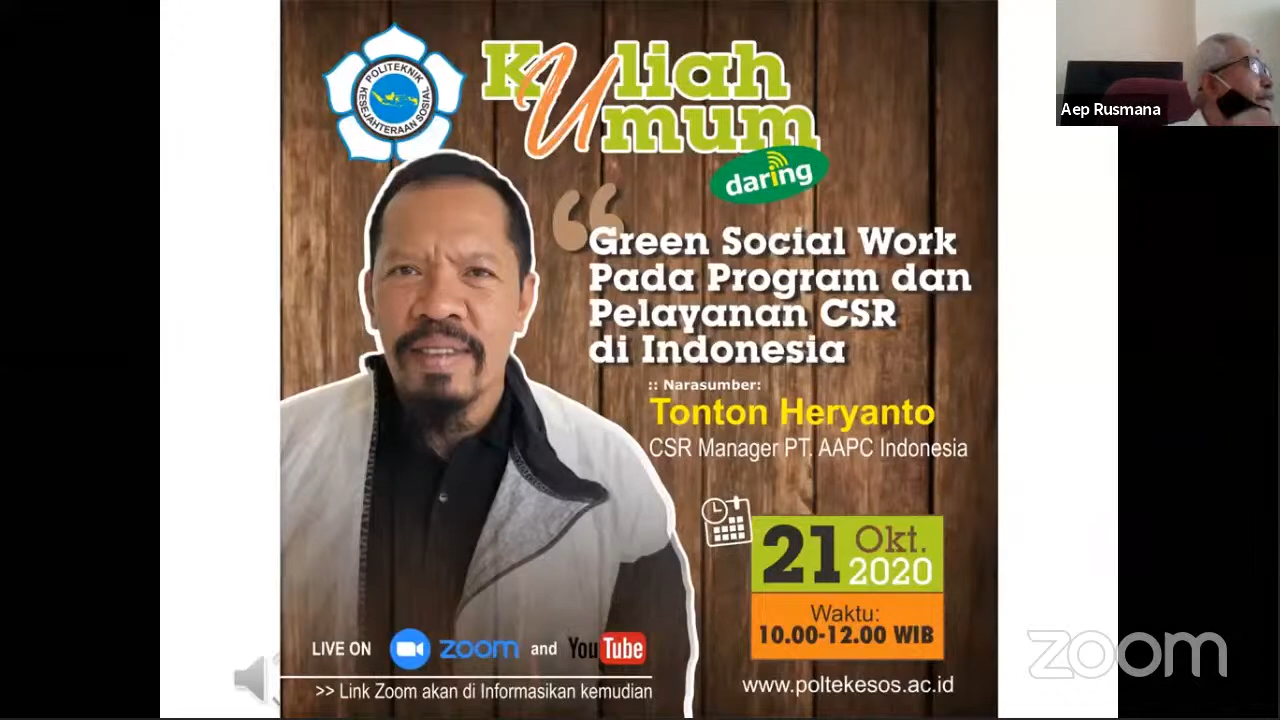 POLITEKNIK
KESEJAHTERAAN SOSIAL
Kuliah
Umum
daring
Green Social Work
Pada Program dan
Pelayanan CSR
di Indonesia
:: Narasumber:
Tonton Heryanto
CSR Manager PT. AAPC Indonesia
21 Okt.
2020
Waktu:
10.00-12.00 WIB
LIVE ON zoom and YouTube
>> Link Zoom akan di Informasikan kemudian
www.poltekesos.ac.id
Aep Rusmana
zoom